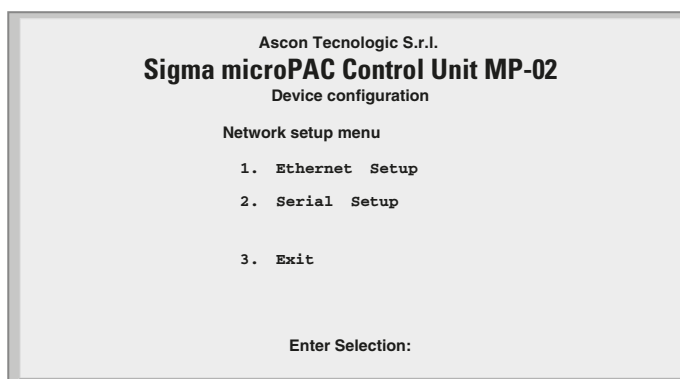 Ascon Tecnologic S.r.l.
Sigma microPAC Control Unit MP-02
Device configuration
Network setup menu
1. Ethernet Setup
2. Serial Setup
3. Exit
Enter Selection: